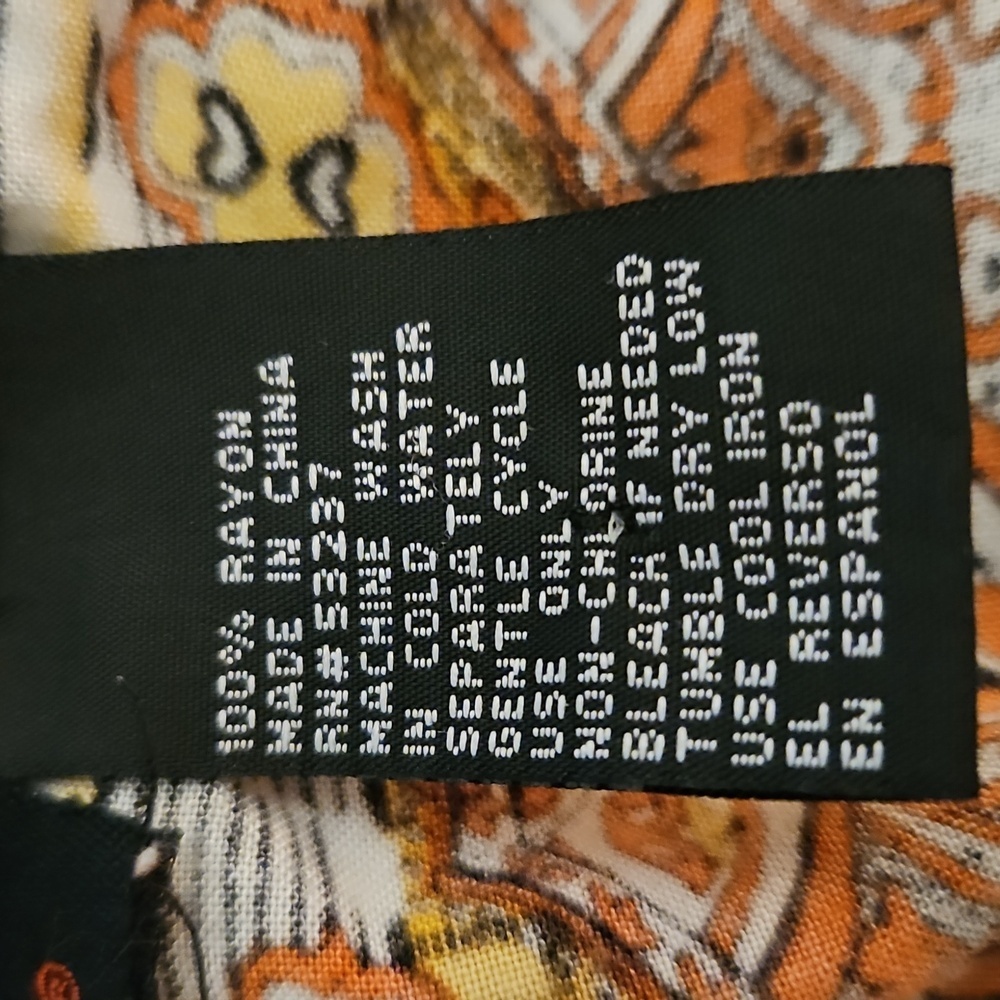 100% RAYON
MADE IN CHINA
RN# 53237
MACHINE WASH
IN COLD WATER
SEPARATELY
GENTLE CYCLE
USE ONLY
NON-CHLORINE
BLEACH IF NEEDED
TUMBLE DRY LOW
USE COOL IRON
EL REVERSO
EN ESPANOL